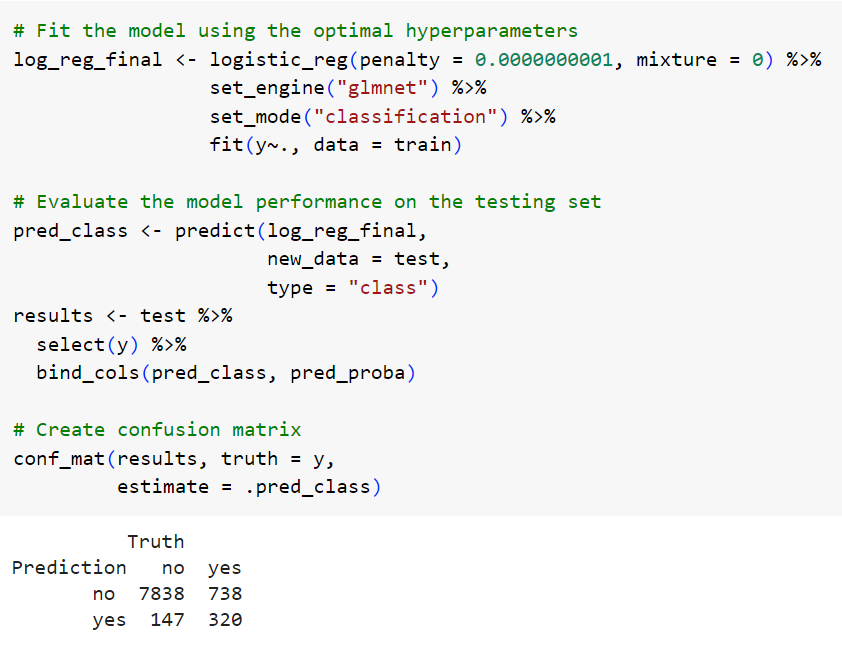 # Fit the model using the optimal hyperparameters
log_reg_final <- logistic_reg(penalty = 0.0000000001, mixture = 0) %>%
                 set_engine("glmnet") %>%
                 set_mode("classification") %>%
                 fit(y~., data = train)

# Evaluate the model performance on the testing set
pred_class <- predict(log_reg_final,
                      new_data = test,
                      type = "class")
results <- test %>%
  select(y) %>%
  bind_cols(pred_class, pred_proba)

# Create confusion matrix
conf_mat(results, truth = y,
         estimate = .pred_class)

          Truth
Prediction   no  yes
       no  7838  738
       yes  147  320